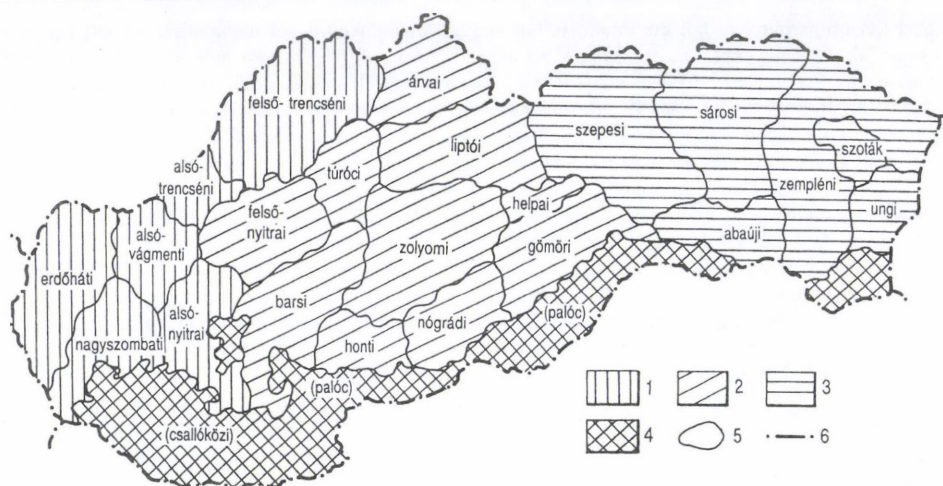 árvai
felső- trencséni
sárosi
szepesi
szoták
liptói
túróci
alsó-
trencséni
zempléni
helpai
ungi
felső-
nyitrai
alsó-
vágmenti
zolyomi
gömöri
abaúji
erdőháti
barsi
alsó-
nyitrai
nógrádi
(palóc)
nagyszombati
honti
(palóc)
(csallóközi)
1
2
3
4
5
6